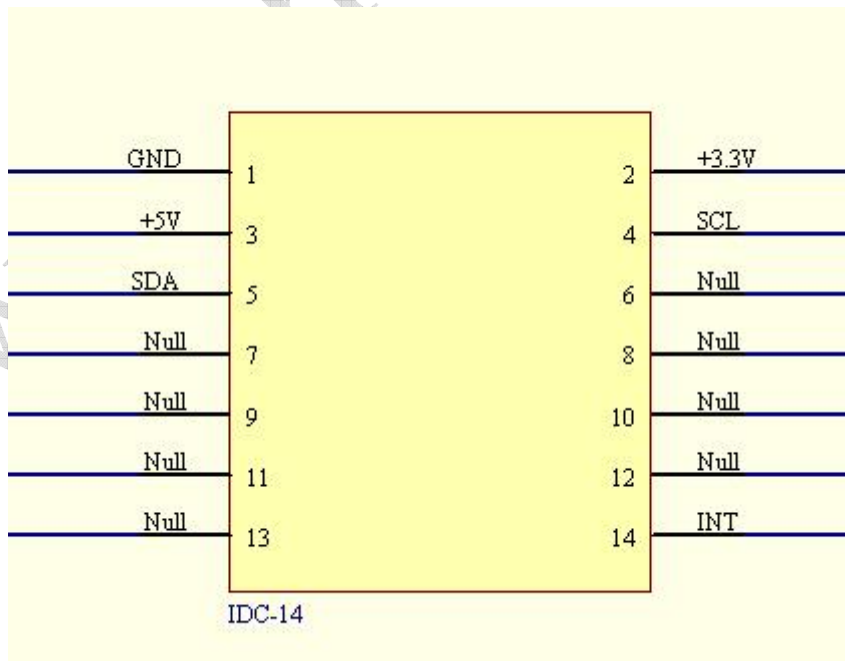 GND 1 2 +3.3V
+5V 3 4 SCL
SDA 5 6 Null
Null 7 8 Null
Null 9 10 Null
Null 11 12 Null
Null 13 14 INT
IDC-14